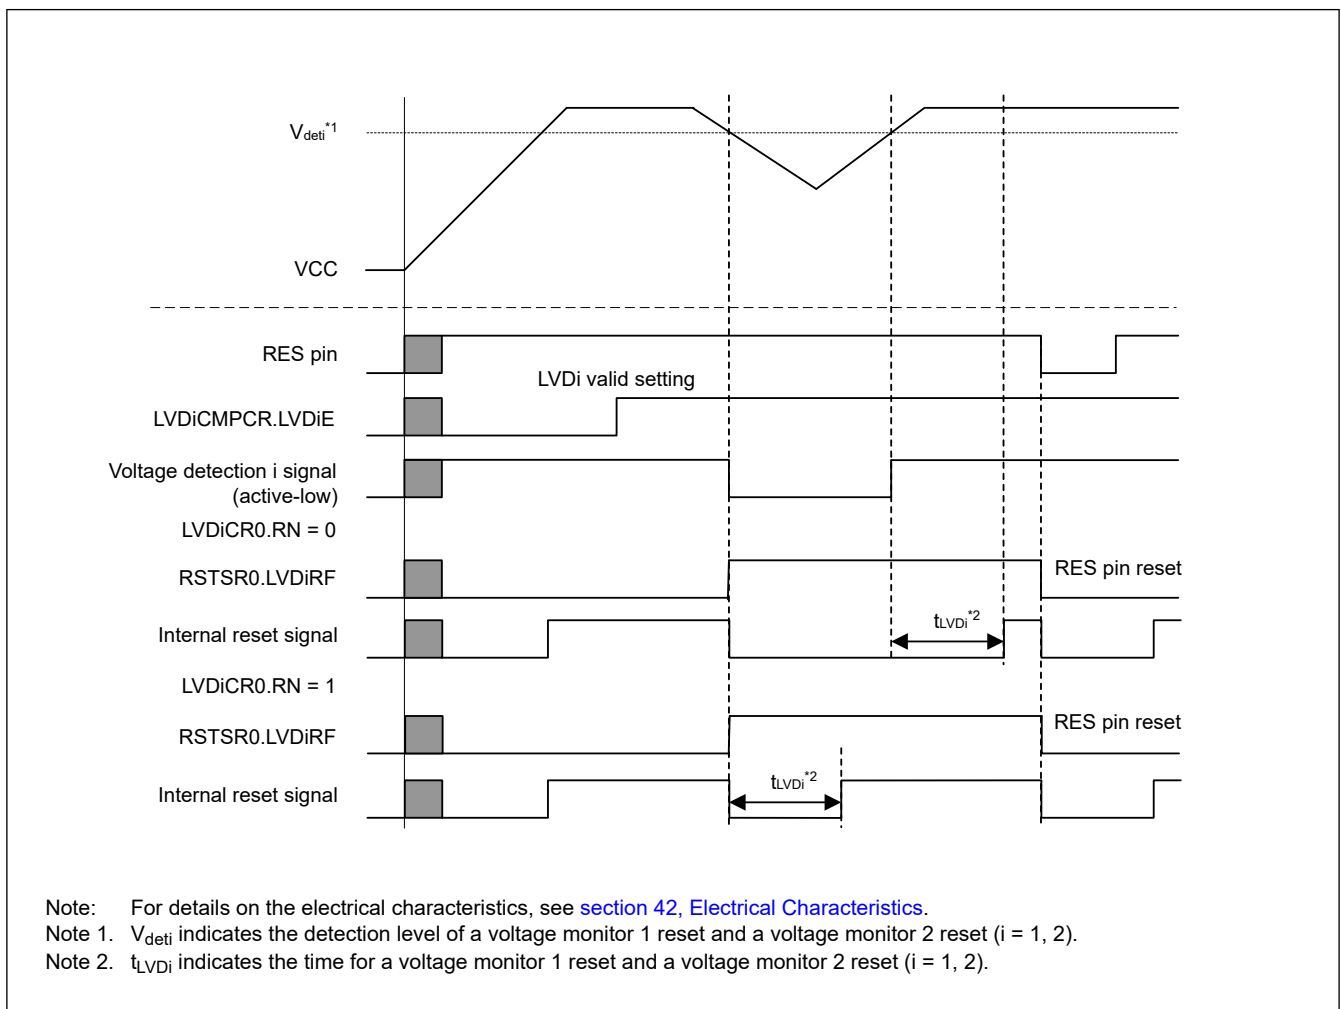 Vdeti*1
VCC
RES pin
LVDi valid setting
LVDiCMPCR.LVDiE
Voltage detection i signal
(active-low)
LVDiCR0.RN = 0
RSTSR0.LVDiRF
RES pin reset
tLVDi*2
Internal reset signal
LVDiCR0.RN = 1
RSTSR0.LVDiRF
RES pin reset
tLVDi*2
Internal reset signal
Note: For details on the electrical characteristics, see section 42, Electrical Characteristics.
Note 1. Vdeti indicates the detection level of a voltage monitor 1 reset and a voltage monitor 2 reset (i = 1, 2).
Note 2. tLVDi indicates the time for a voltage monitor 1 reset and a voltage monitor 2 reset (i = 1, 2).